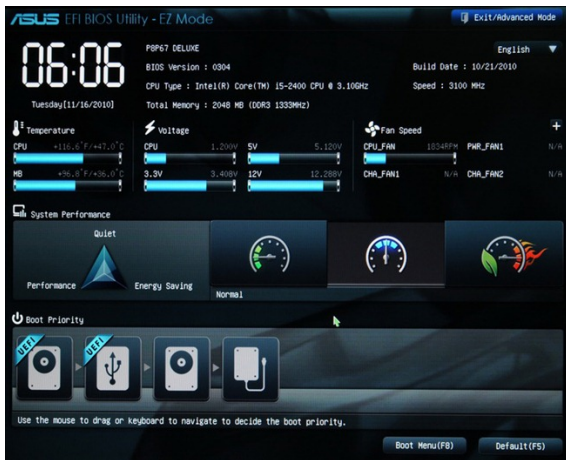 ASUS EFI BIOS Utility - EZ Mode
Exit/Advanced Mode
06:06
Tuesday[11/16/2010]
P8P67 DELUXE
English
BIOS Version : 0304
Build Date : 10/21/2010
CPU Type : Intel(R) Core(TM) i5-2400 CPU @ 3.10GHz
Speed : 3100 MHz
Total Memory : 2048 MB (DDR3 1333MHz)
Temperature
CPU +116.6°F/+47.0°C
MB +96.8°F/+36.0°C
Voltage
CPU 1.200V 5V 5.120V
3.3V 3.408V 12V 12.288V
Fan Speed
CPU_FAN 1834RPM PWR_FAN1 N/A
CHA_FAN1 N/A CHA_FAN2 N/A
System Performance
Quiet
Performance
Energy Saving
Normal
Boot Priority
UEFI
UEFI
Use the mouse to drag or keyboard to navigate to decide the boot priority.
Boot Menu(F8)
Default(F5)